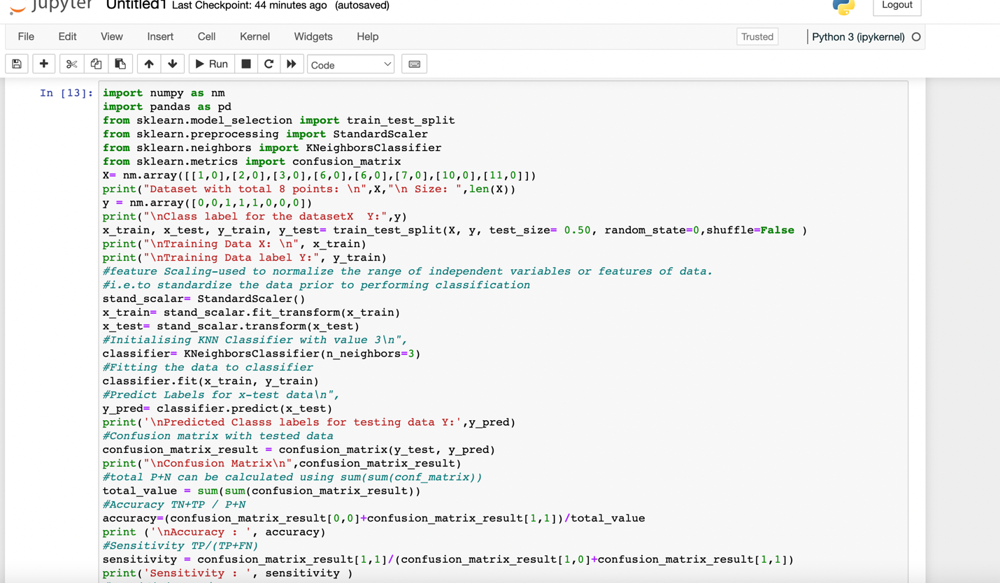 jupyter Untitled1 Last Checkpoint: 44 minutes ago (autosaved)
Logout
File Edit View Insert Cell Kernel Widgets Help
Trusted
Python 3 (ipykernel)
Run
Code
In [13]:
import numpy as nm
import pandas as pd
from sklearn.model_selection import train_test_split
from sklearn.preprocessing import StandardScaler
from sklearn.neighbors import KNeighborsClassifier
from sklearn.metrics import confusion_matrix
X= nm.array([[1,0],[2,0],[3,0],[6,0],[6,0],[7,0],[10,0],[11,0]])
print("Dataset with total 8 points: \n",X,"\n Size: ",len(X))
y = nm.array([0,0,1,1,1,0,0,0])
print("\nClass label for the datasetX  Y:",y)
x_train, x_test, y_train, y_test= train_test_split(X, y, test_size= 0.50, random_state=0,shuffle=False )
print("\nTraining Data X: \n", x_train)
print("\nTraining Data label Y:", y_train)
#feature Scaling-used to normalize the range of independent variables or features of data.
#i.e.to standardize the data prior to performing classification
stand_scalar= StandardScaler()
x_train= stand_scalar.fit_transform(x_train)
x_test= stand_scalar.transform(x_test)
#Initialising KNN Classifier with value 3\n",
classifier= KNeighborsClassifier(n_neighbors=3)
#Fitting the data to classifier
classifier.fit(x_train, y_train)
#Predict Labels for x-test data\n",
y_pred= classifier.predict(x_test)
print('\nPredicted Classs labels for testing data Y:',y_pred)
#Confusion matrix with tested data
confusion_matrix_result = confusion_matrix(y_test, y_pred)
print("\nConfusion Matrix\n",confusion_matrix_result)
#total P+N can be calculated using sum(sum(conf_matrix))
total_value = sum(sum(confusion_matrix_result))
#Accuracy TN+TP / P+N
accuracy=(confusion_matrix_result[0,0]+confusion_matrix_result[1,1])/total_value
print ('\nAccuracy : ', accuracy)
#Sensitivity TP/(TP+FN)
sensitivity = confusion_matrix_result[1,1]/(confusion_matrix_result[1,0]+confusion_matrix_result[1,1])
print('Sensitivity : ', sensitivity )